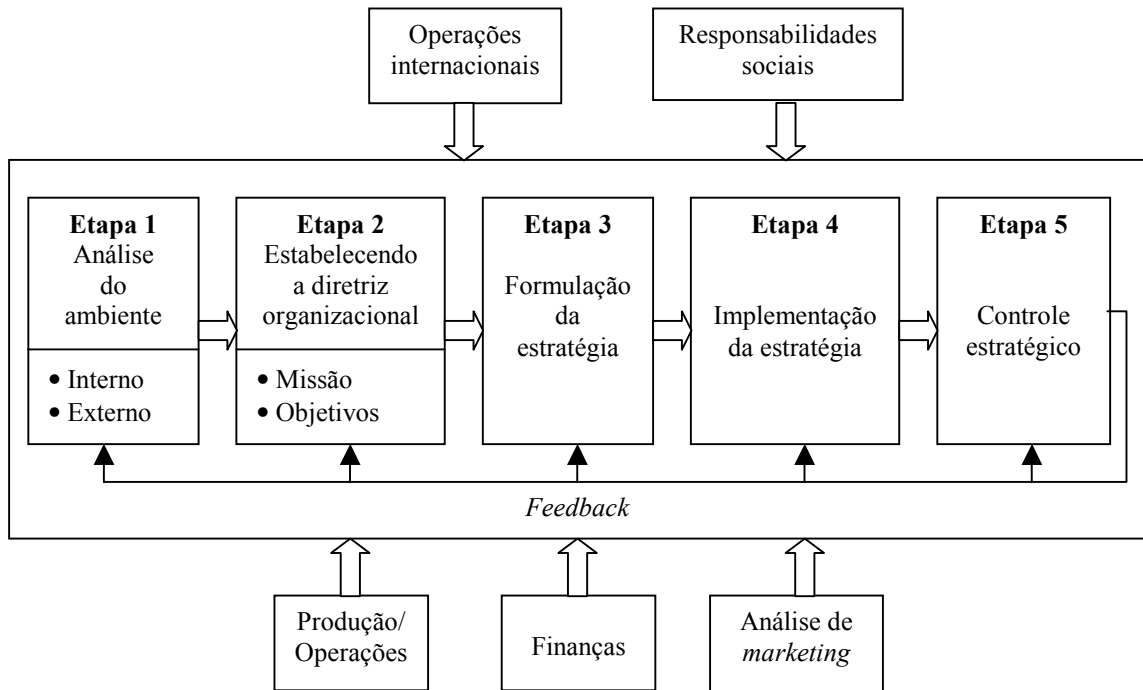 Operações
internacionais
Responsabilidades
sociais
Etapa 1
Análise
do
ambiente
• Interno
• Externo
Etapa 2
Estabelecendo
a diretriz
organizacional
• Missão
• Objetivos
Etapa 3
Formulação
da
estratégia
Etapa 4
Implementação
da estratégia
Etapa 5
Controle
estratégico
Feedback
Produção/
Operações
Finanças
Análise de
marketing